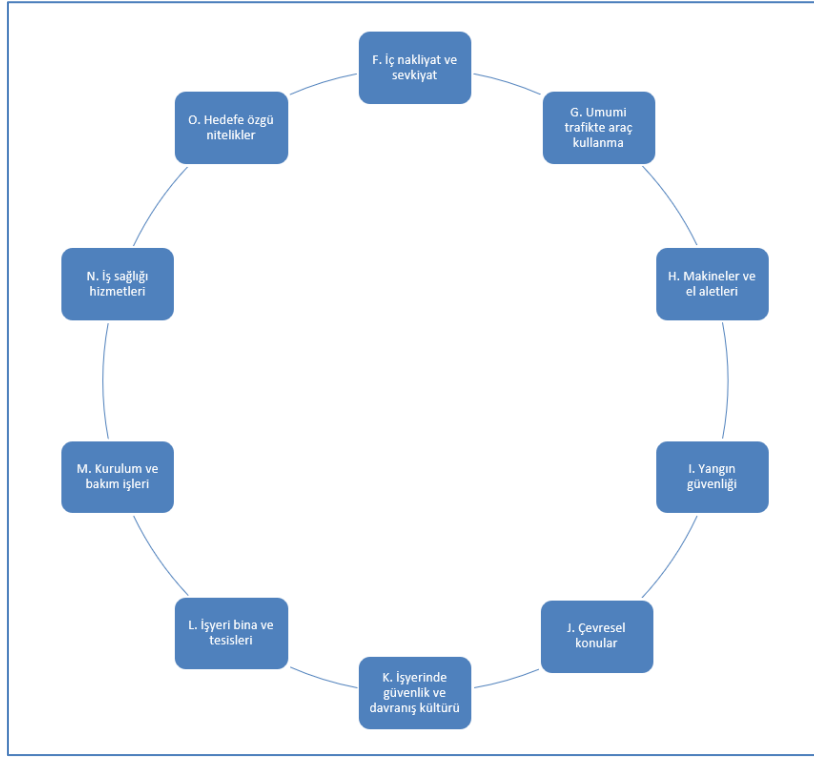 F. İç nakliyat ve
sevkiyat
G. Umumi
trafikte araç
kullanma
H. Makineler ve
el aletleri
I. Yangın
güvenliği
J. Çevresel
konular
K. İşyerinde
güvenlik ve
davranış kültürü
L. İşyeri bina ve
tesisleri
M. Kurulum ve
bakım işleri
N. İş sağlığı
hizmetleri
O. Hedefe özgü
nitelikler